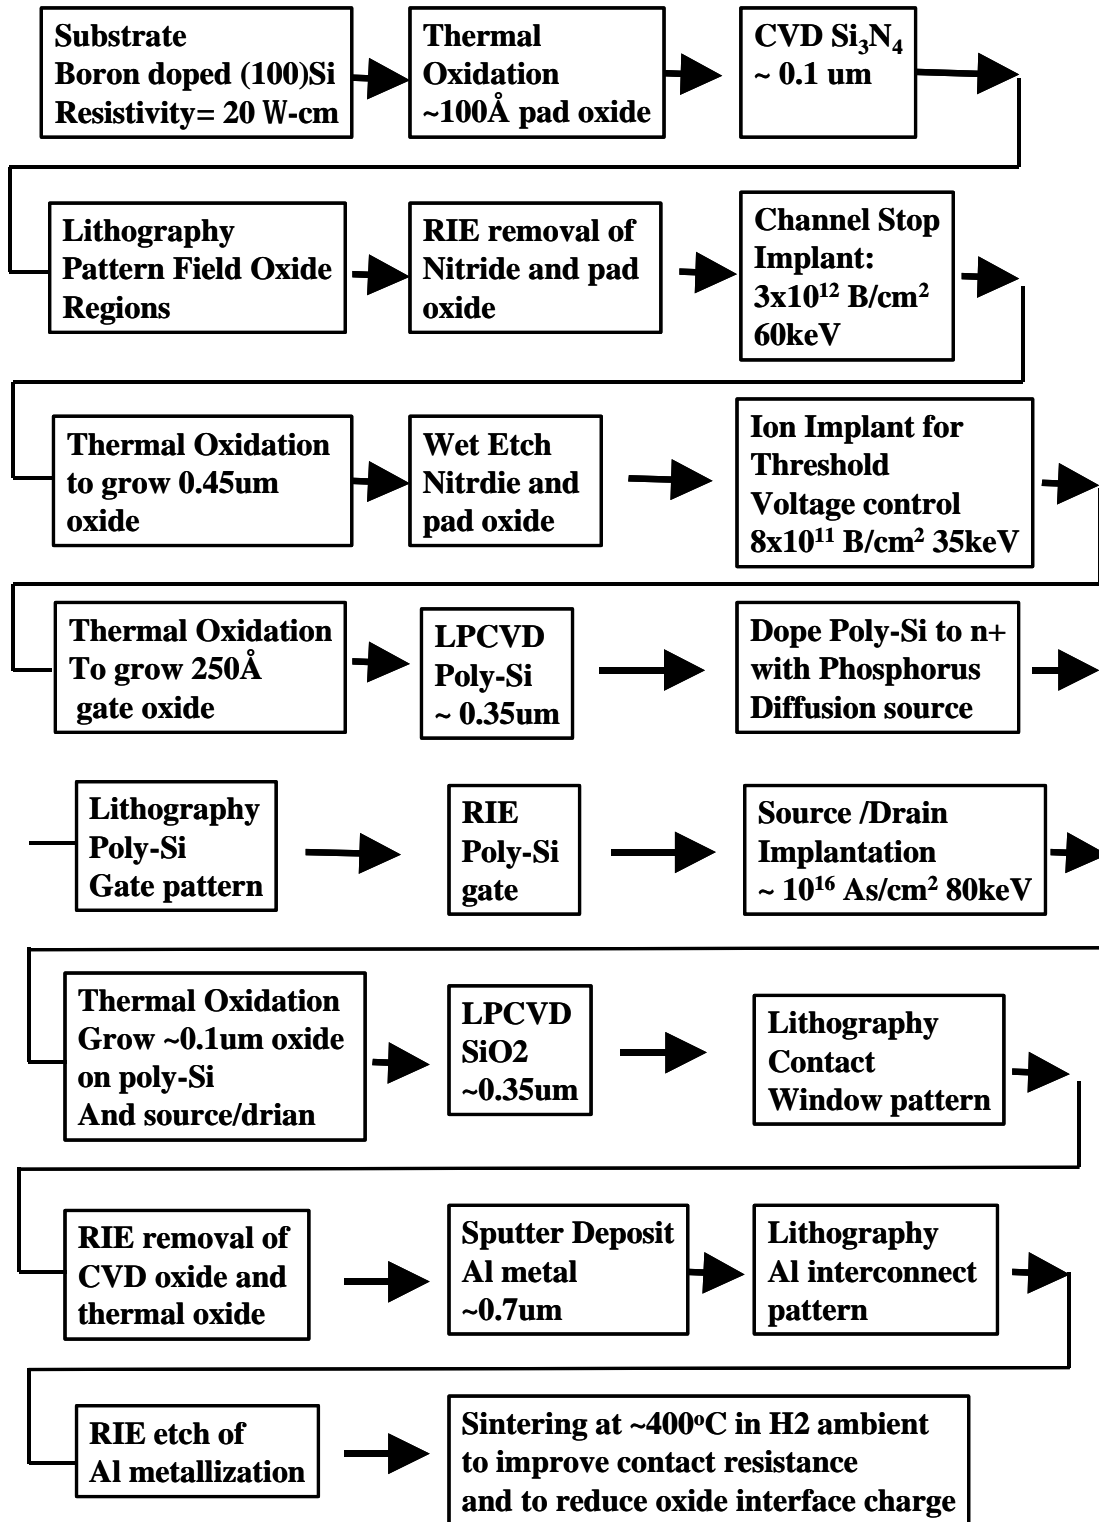 Substrate
Boron doped (100)Si
Resistivity= 20 W-cm
Thermal
Oxidation
~100Å pad oxide
CVD Si₃N₄
~ 0.1 um
Lithography
Pattern Field Oxide
Regions
RIE removal of
Nitride and pad
oxide
Channel Stop
Implant:
3x10¹² B/cm²
60keV
Thermal Oxidation
to grow 0.45um
oxide
Wet Etch
Nitrdie and
pad oxide
Ion Implant for
Threshold
Voltage control
8x10¹¹ B/cm² 35keV
Thermal Oxidation
To grow 250Å
gate oxide
LPCVD
Poly-Si
~ 0.35um
Dope Poly-Si to n+
with Phosphorus
Diffusion source
Lithography
Poly-Si
Gate pattern
RIE
Poly-Si
gate
Source /Drain
Implantation
~ 10¹⁶ As/cm² 80keV
Thermal Oxidation
Grow ~0.1um oxide
on poly-Si
And source/drian
LPCVD
SiO2
~0.35um
Lithography
Contact
Window pattern
RIE removal of
CVD oxide and
thermal oxide
Sputter Deposit
Al metal
~0.7um
Lithography
Al interconnect
pattern
RIE etch of
Al metallization
Sintering at ~400ºC in H2 ambient
to improve contact resistance
and to reduce oxide interface charge